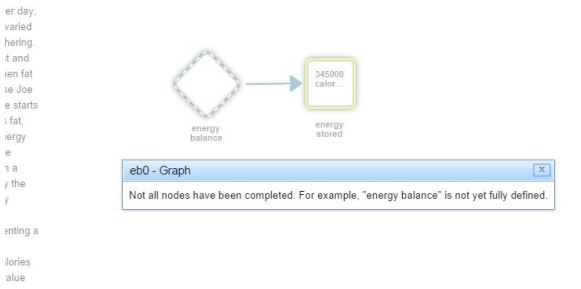 er day,
varied
hering.
t and
en fat
se Joe
e starts
s fat,
ergy
e
n a
y the
y
enting a
lories
value
345000
calor...
energy
balance
energy
stored
eb0 - Graph
x
Not all nodes have been completed. For example, "energy balance" is not yet fully defined.